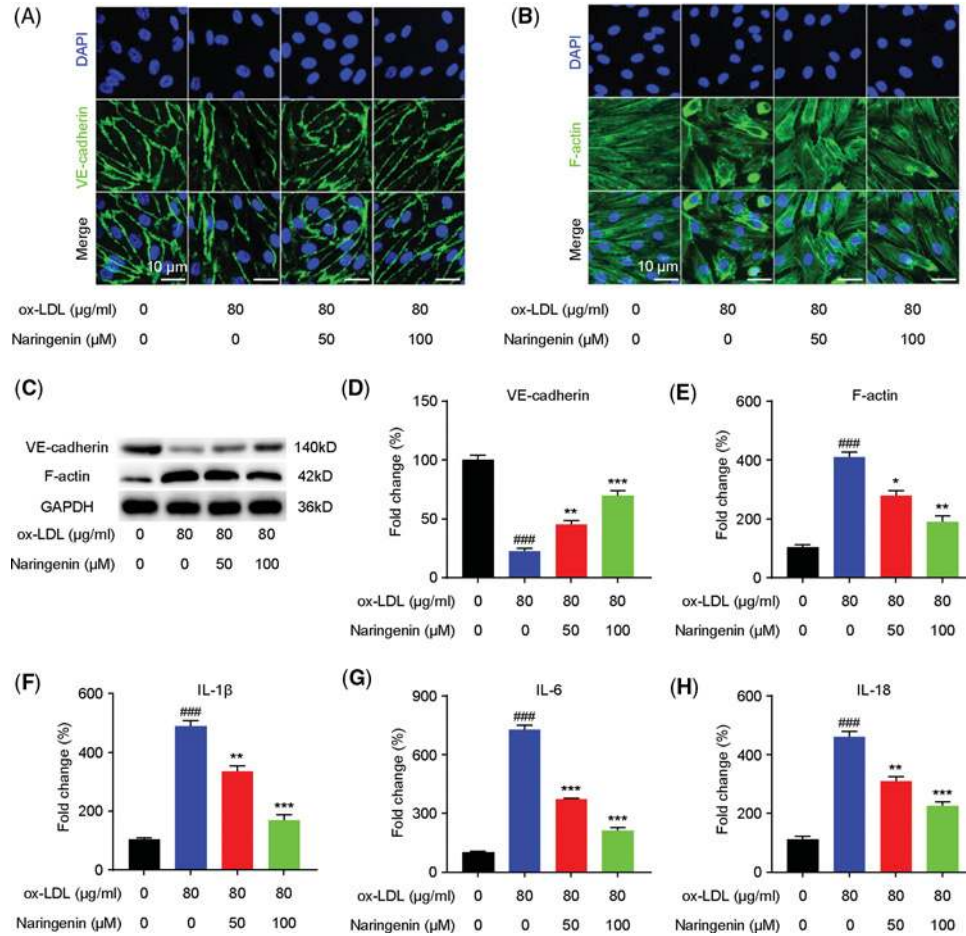 (A)
DAPI
VE-cadherin
Merge
10 µm
ox-LDL (µg/ml) 0 80 80 80
Naringenin (µM) 0 0 50 100
(B)
DAPI
F-actin
Merge
10 µm
ox-LDL (µg/ml) 0 80 80 80
Naringenin (µM) 0 0 50 100
(C)
VE-cadherin 140kD
F-actin 42kD
GAPDH 36kD
ox-LDL (µg/ml) 0 80 80 80
Naringenin (µM) 0 0 50 100
(D)
VE-cadherin
Fold change (%)
150
100
50
0
###
**
***
ox-LDL (µg/ml) 0 80 80 80
Naringenin (µM) 0 0 50 100
(E)
F-actin
Fold change (%)
600
400
200
0
###
*
**
ox-LDL (µg/ml) 0 80 80 80
Naringenin (µM) 0 0 50 100
(F)
IL-1β
Fold change (%)
600
400
200
0
###
**
***
ox-LDL (µg/ml) 0 80 80 80
Naringenin (µM) 0 0 50 100
(G)
IL-6
Fold change (%)
900
600
300
0
###
***
***
ox-LDL (µg/ml) 0 80 80 80
Naringenin (µM) 0 0 50 100
(H)
IL-18
Fold change (%)
600
400
200
0
###
**
***
ox-LDL (µg/ml) 0 80 80 80
Naringenin (µM) 0 0 50 100